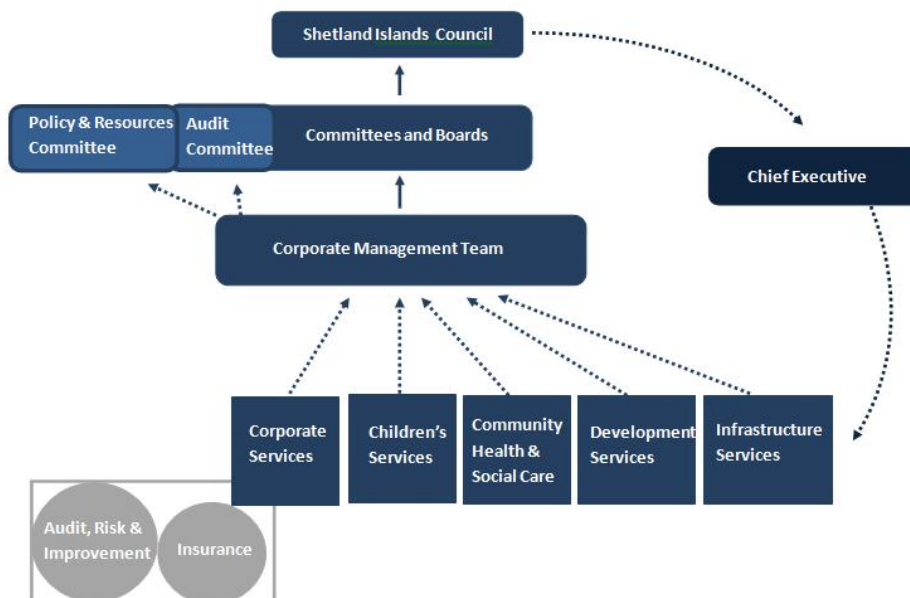 Shetland Islands Council
Policy & Resources
Committee
Audit
Committee
Committees and Boards
Chief Executive
Corporate Management Team
Corporate
Services
Children's
Services
Community
Health &
Social Care
Development
Services
Infrastructure
Services
Audit, Risk &
Improvement
Insurance